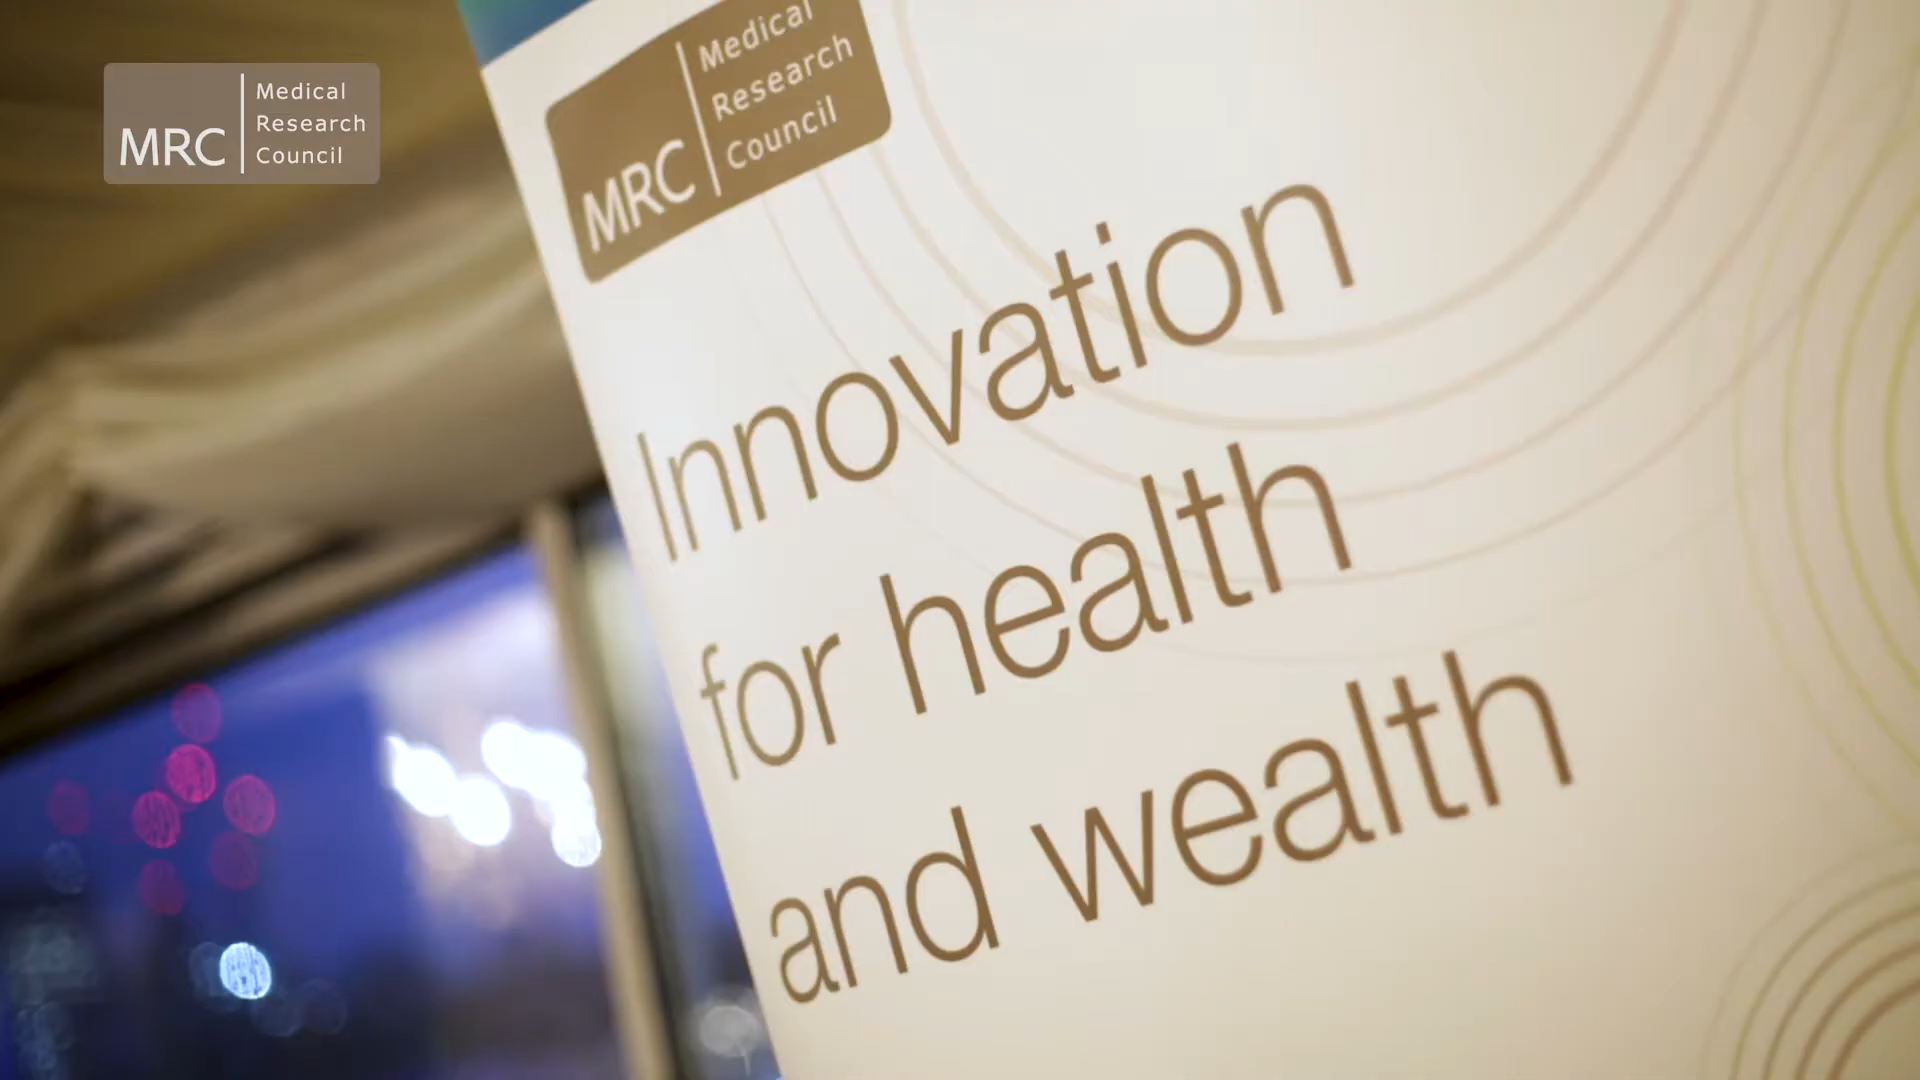 MRC
Medical
Research
Council
MRC
Medical
Research
Council
Innovation
for health
and wealth